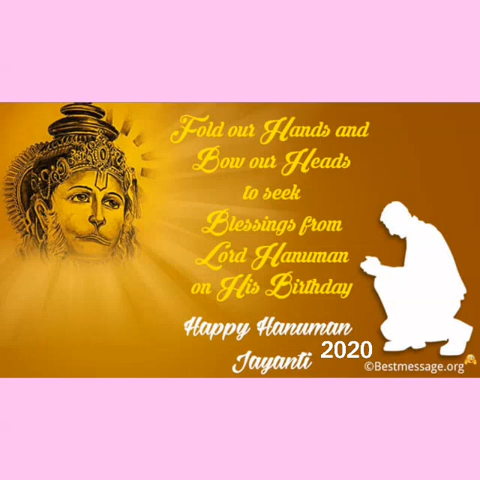 Fold our Hands and
Bow our Heads
to seek
Blessings from
Lord Hanuman
on His Birthday
Happy Hanuman
Jayanti 2020
©Bestmessage.org